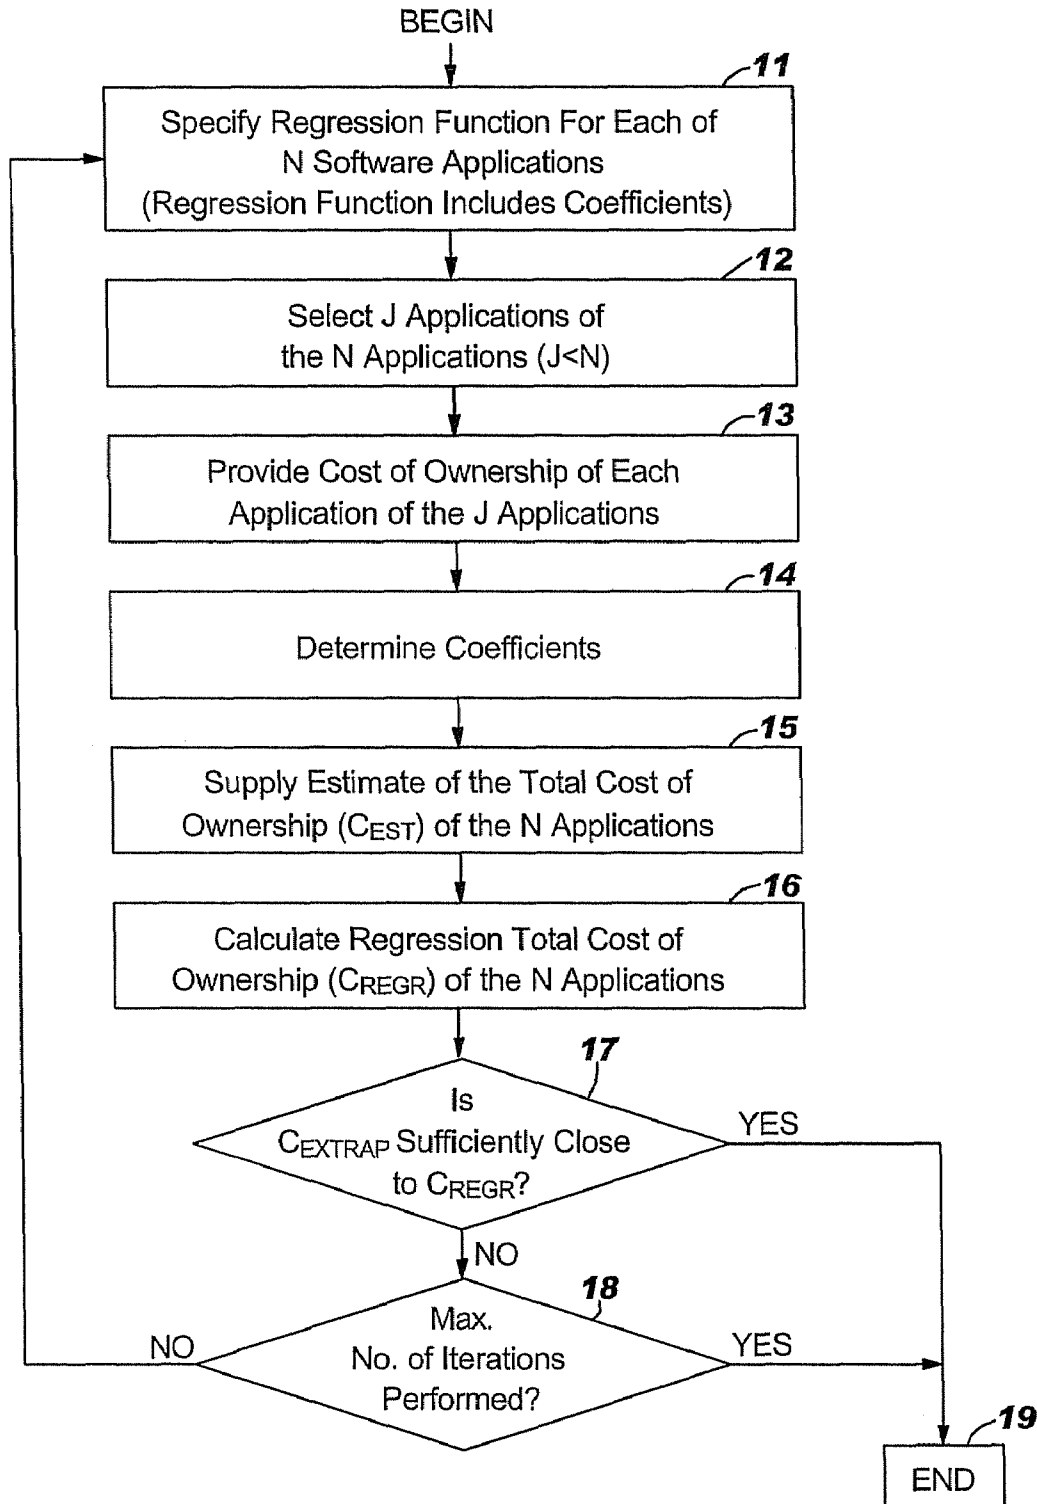 BEGIN
11
Specify Regression Function For Each of
N Software Applications
(Regression Function Includes Coefficients)
12
Select J Applications of
the N Applications (J<N)
13
Provide Cost of Ownership of Each
Application of the J Applications
14
Determine Coefficients
15
Supply Estimate of the Total Cost of
Ownership (CEST) of the N Applications
16
Calculate Regression Total Cost of
Ownership (CREGR) of the N Applications
17
Is
CEXTRAP Sufficiently Close
to CREGR?
YES
NO
18
Max.
No. of Iterations
Performed?
NO
YES
19
END